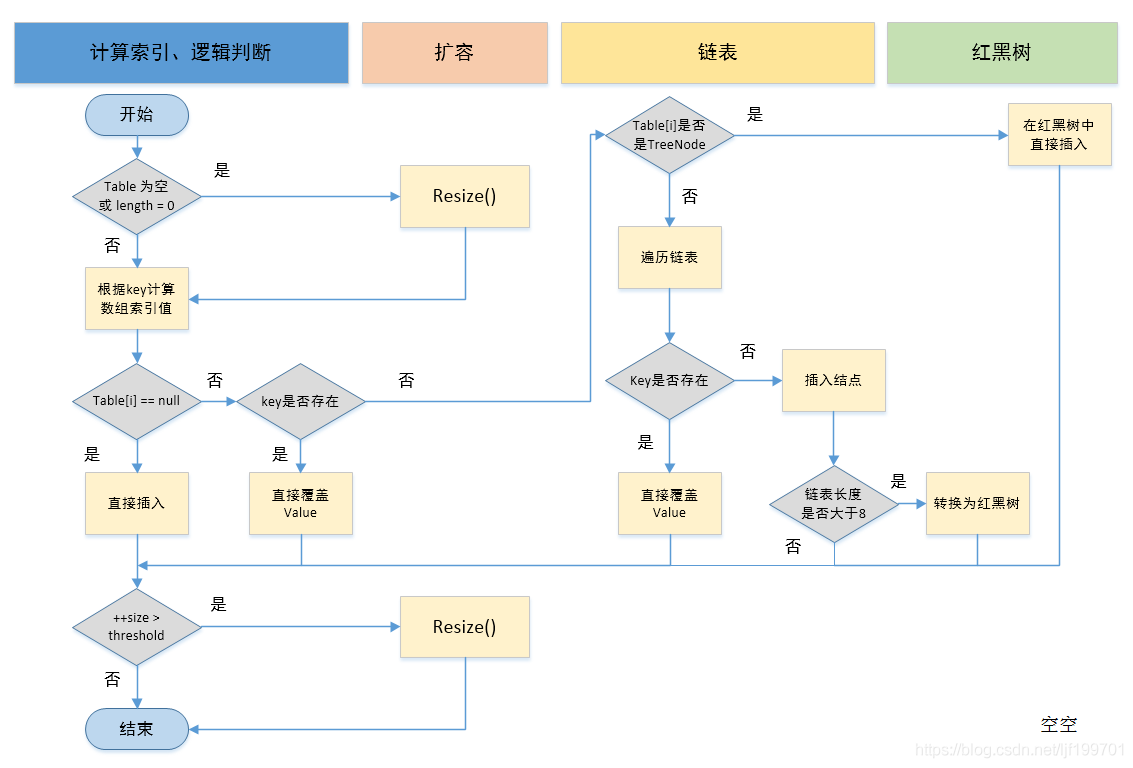 计算索引、逻辑判断
扩容
链表
红黑树
开始
Table 为空
或 length = 0
是
Resize()
否
根据key计算
数组索引值
Table[i] == null
否
key是否存在
否
是
直接插入
是
直接覆盖
Value
Table[i]是否
是TreeNode
是
在红黑树中
直接插入
否
遍历链表
Key是否存在
否
插入结点
是
直接覆盖
Value
链表长度
是否大于8
是
转换为红黑树
否
++size >
threshold
是
Resize()
否
结束
空空
https://blog.csdn.net/ljf199701